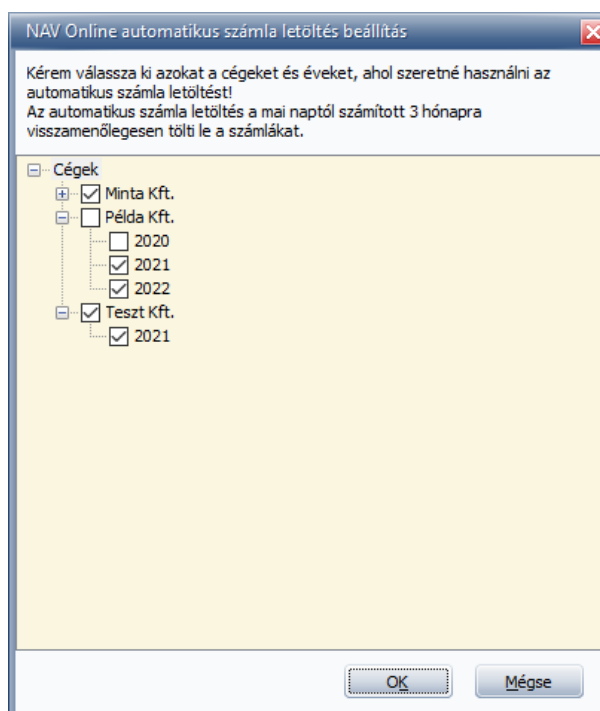 NAV Online automatikus számla letöltés beállítás
Kérem válassza ki azokat a cégeket és éveket, ahol szeretné használni az
automatikus számla letöltést!
Az automatikus számla letöltés a mai naptól számított 3 hónapra
visszamenőlegesen tölti le a számlákat.
Cégek
Minta Kft.
Példa Kft.
2020
2021
2022
Teszt Kft.
2021
OK
Mégse